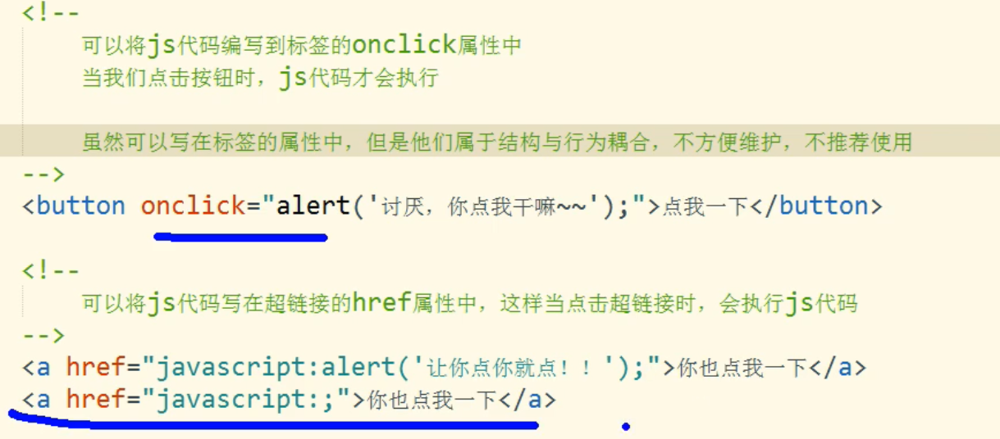 <!--
可以将js代码编写到标签的onclick属性中
当我们点击按钮时，js代码才会执行
虽然可以写在标签的属性中，但是他们属于结构与行为耦合，不方便维护，不推荐使用
-->
<button onclick="alert('讨厌，你点我干嘛~~');">点我一下</button>
<!--
可以将js代码写在超链接的href属性中，这样当点击超链接时，会执行js代码
-->
<a href="javascript:alert('让你点你就点！！');">你也点我一下</a>
<a href="javascript:;">你也点我一下</a>